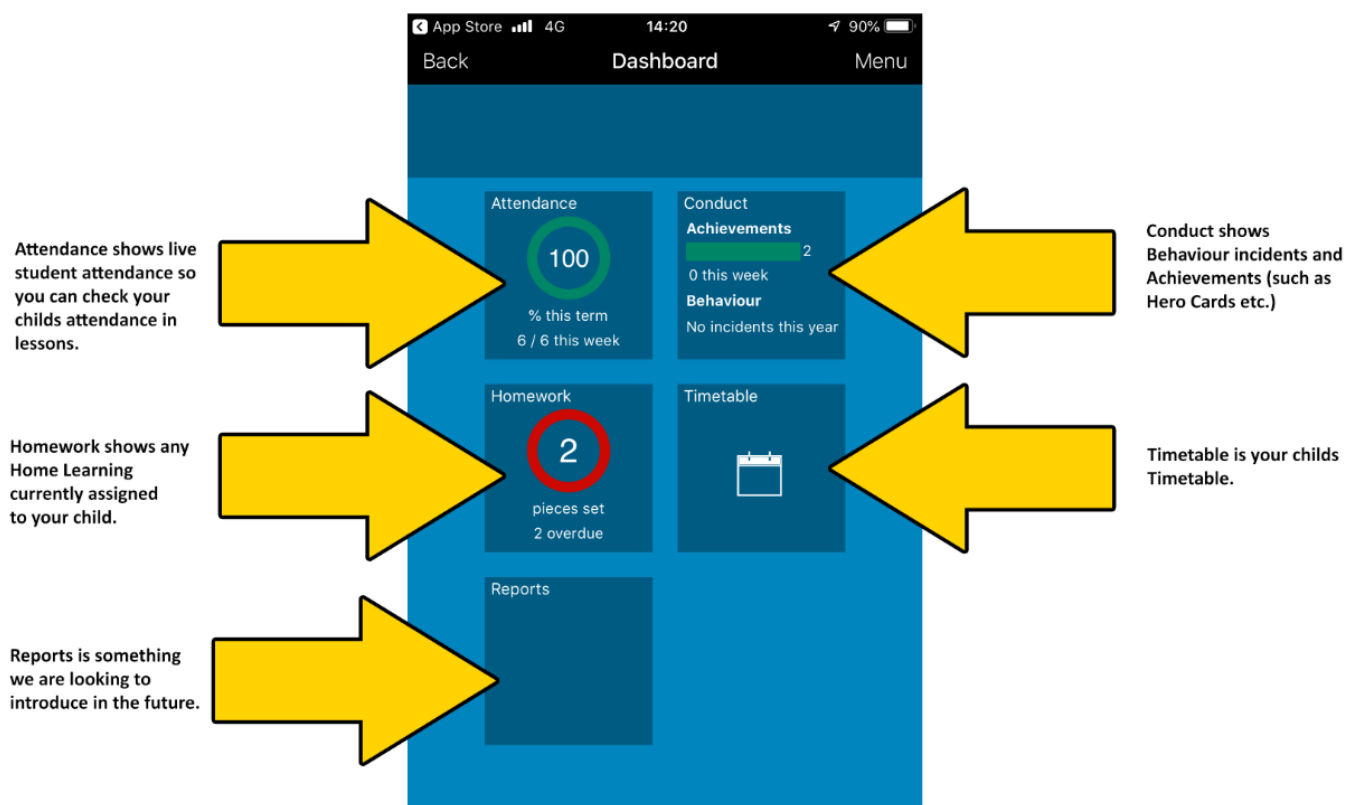 App Store 4G 14:20 90%
Back Dashboard Menu
Attendance shows live
student attendance so
you can check your
childs attendance in
lessons.
Attendance
100
% this term
6 / 6 this week
Conduct
Achievements
2
0 this week
Behaviour
No incidents this year
Conduct shows
Behaviour incidents and
Achievements (such as
Hero Cards etc.)
Homework shows any
Home Learning
currently assigned
to your child.
Homework
2
pieces set
2 overdue
Timetable
Timetable is your childs
Timetable.
Reports is something
we are looking to
introduce in the future.
Reports